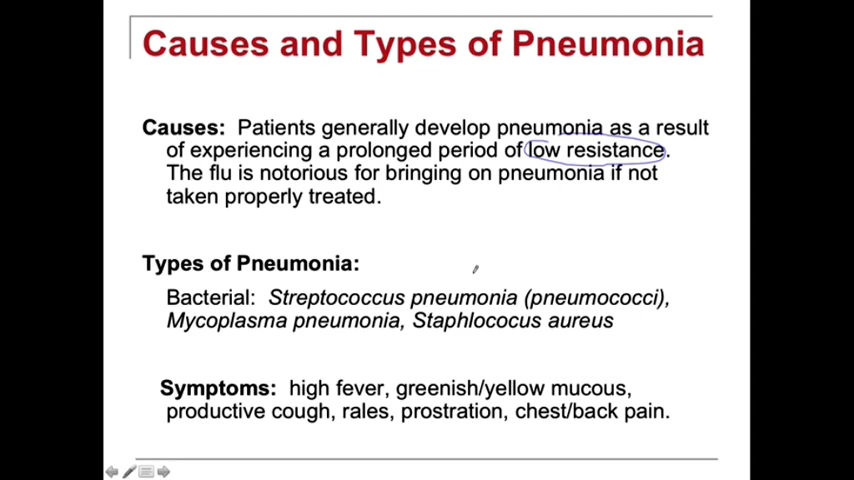 Causes and Types of Pneumonia
Causes: Patients generally develop pneumonia as a result
of experiencing a prolonged period of low resistance.
The flu is notorious for bringing on pneumonia if not
taken properly treated.
Types of Pneumonia:
Bacterial: Streptococcus pneumonia (pneumococci),
Mycoplasma pneumonia, Staphlococus aureus
Symptoms: high fever, greenish/yellow mucous,
productive cough, rales, prostration, chest/back pain.